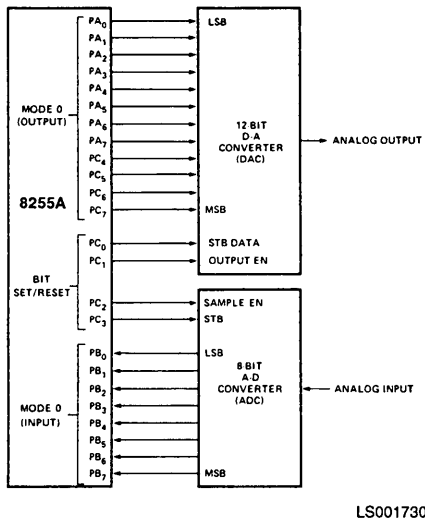 PA0
PA1
PA2
PA3
PA4
PA5
PA6
PA7
PC4
PC5
PC6
PC7
MODE 0
(OUTPUT)
8255A
PC0
PC1
PC2
PC3
BIT
SET/RESET
PB0
PB1
PB2
PB3
PB4
PB5
PB6
PB7
MODE 0
(INPUT)
LSB
12-BIT
D-A
CONVERTER
(DAC)
MSB
STB DATA
OUTPUT EN
ANALOG OUTPUT
SAMPLE EN
STB
LSB
8-BIT
A-D
CONVERTER
(ADC)
MSB
ANALOG INPUT
LS001730